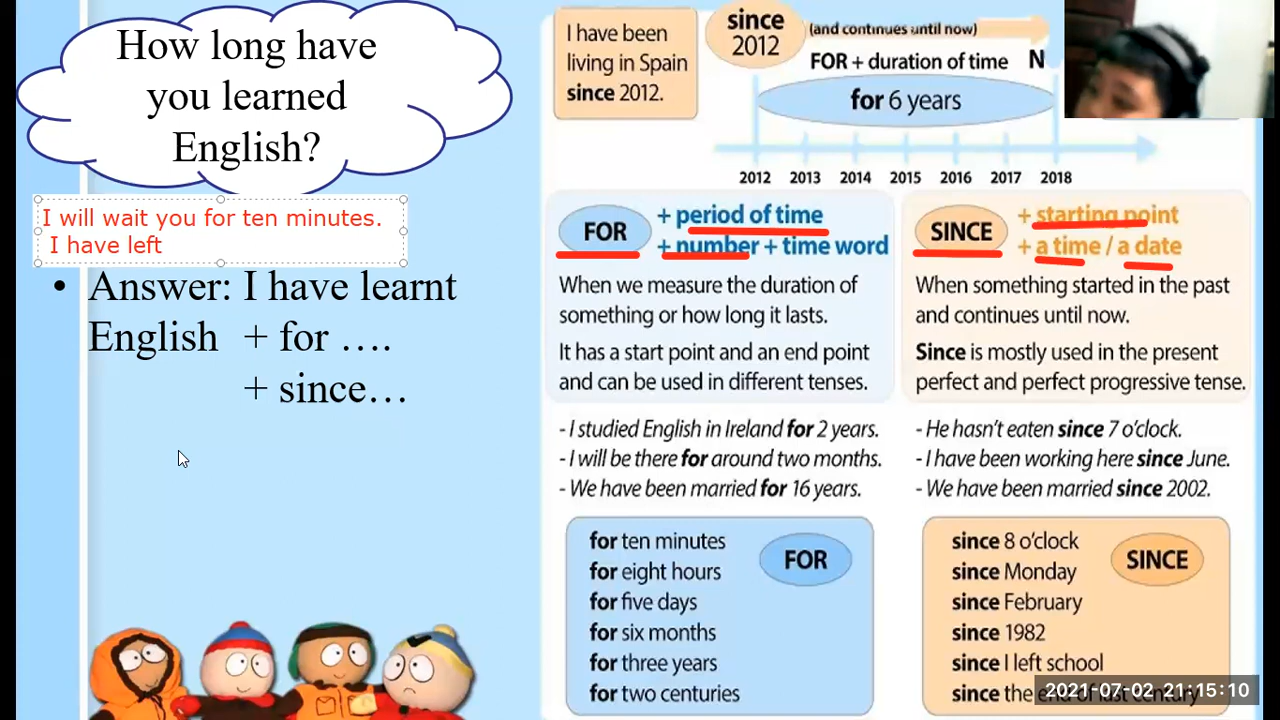 How long have
you learned
English?
I will wait you for ten minutes.
I have left
• Answer: I have learnt
English + for ….
+ since…
I have been
living in Spain
since 2012.
since
2012
(and continues until now)
FOR + duration of time
N
for 6 years
2012 2013 2014 2015 2016 2017 2018
FOR
+ period of time
+ number + time word
When we measure the duration of
something or how long it lasts.
It has a start point and an end point
and can be used in different tenses.
- I studied English in Ireland for 2 years.
- I will be there for around two months.
- We have been married for 16 years.
for ten minutes
for eight hours
for five days
for six months
for three years
for two centuries
FOR
SINCE
+ starting point
+ a time / a date
When something started in the past
and continues until now.
Since is mostly used in the present
perfect and perfect progressive tense.
- He hasn't eaten since 7 o'clock.
- I have been working here since June.
- We have been married since 2002.
since 8 o'clock
since Monday
since February
since 1982
since I left school
since the end of last century
SINCE
2021-07-02 21:15:10